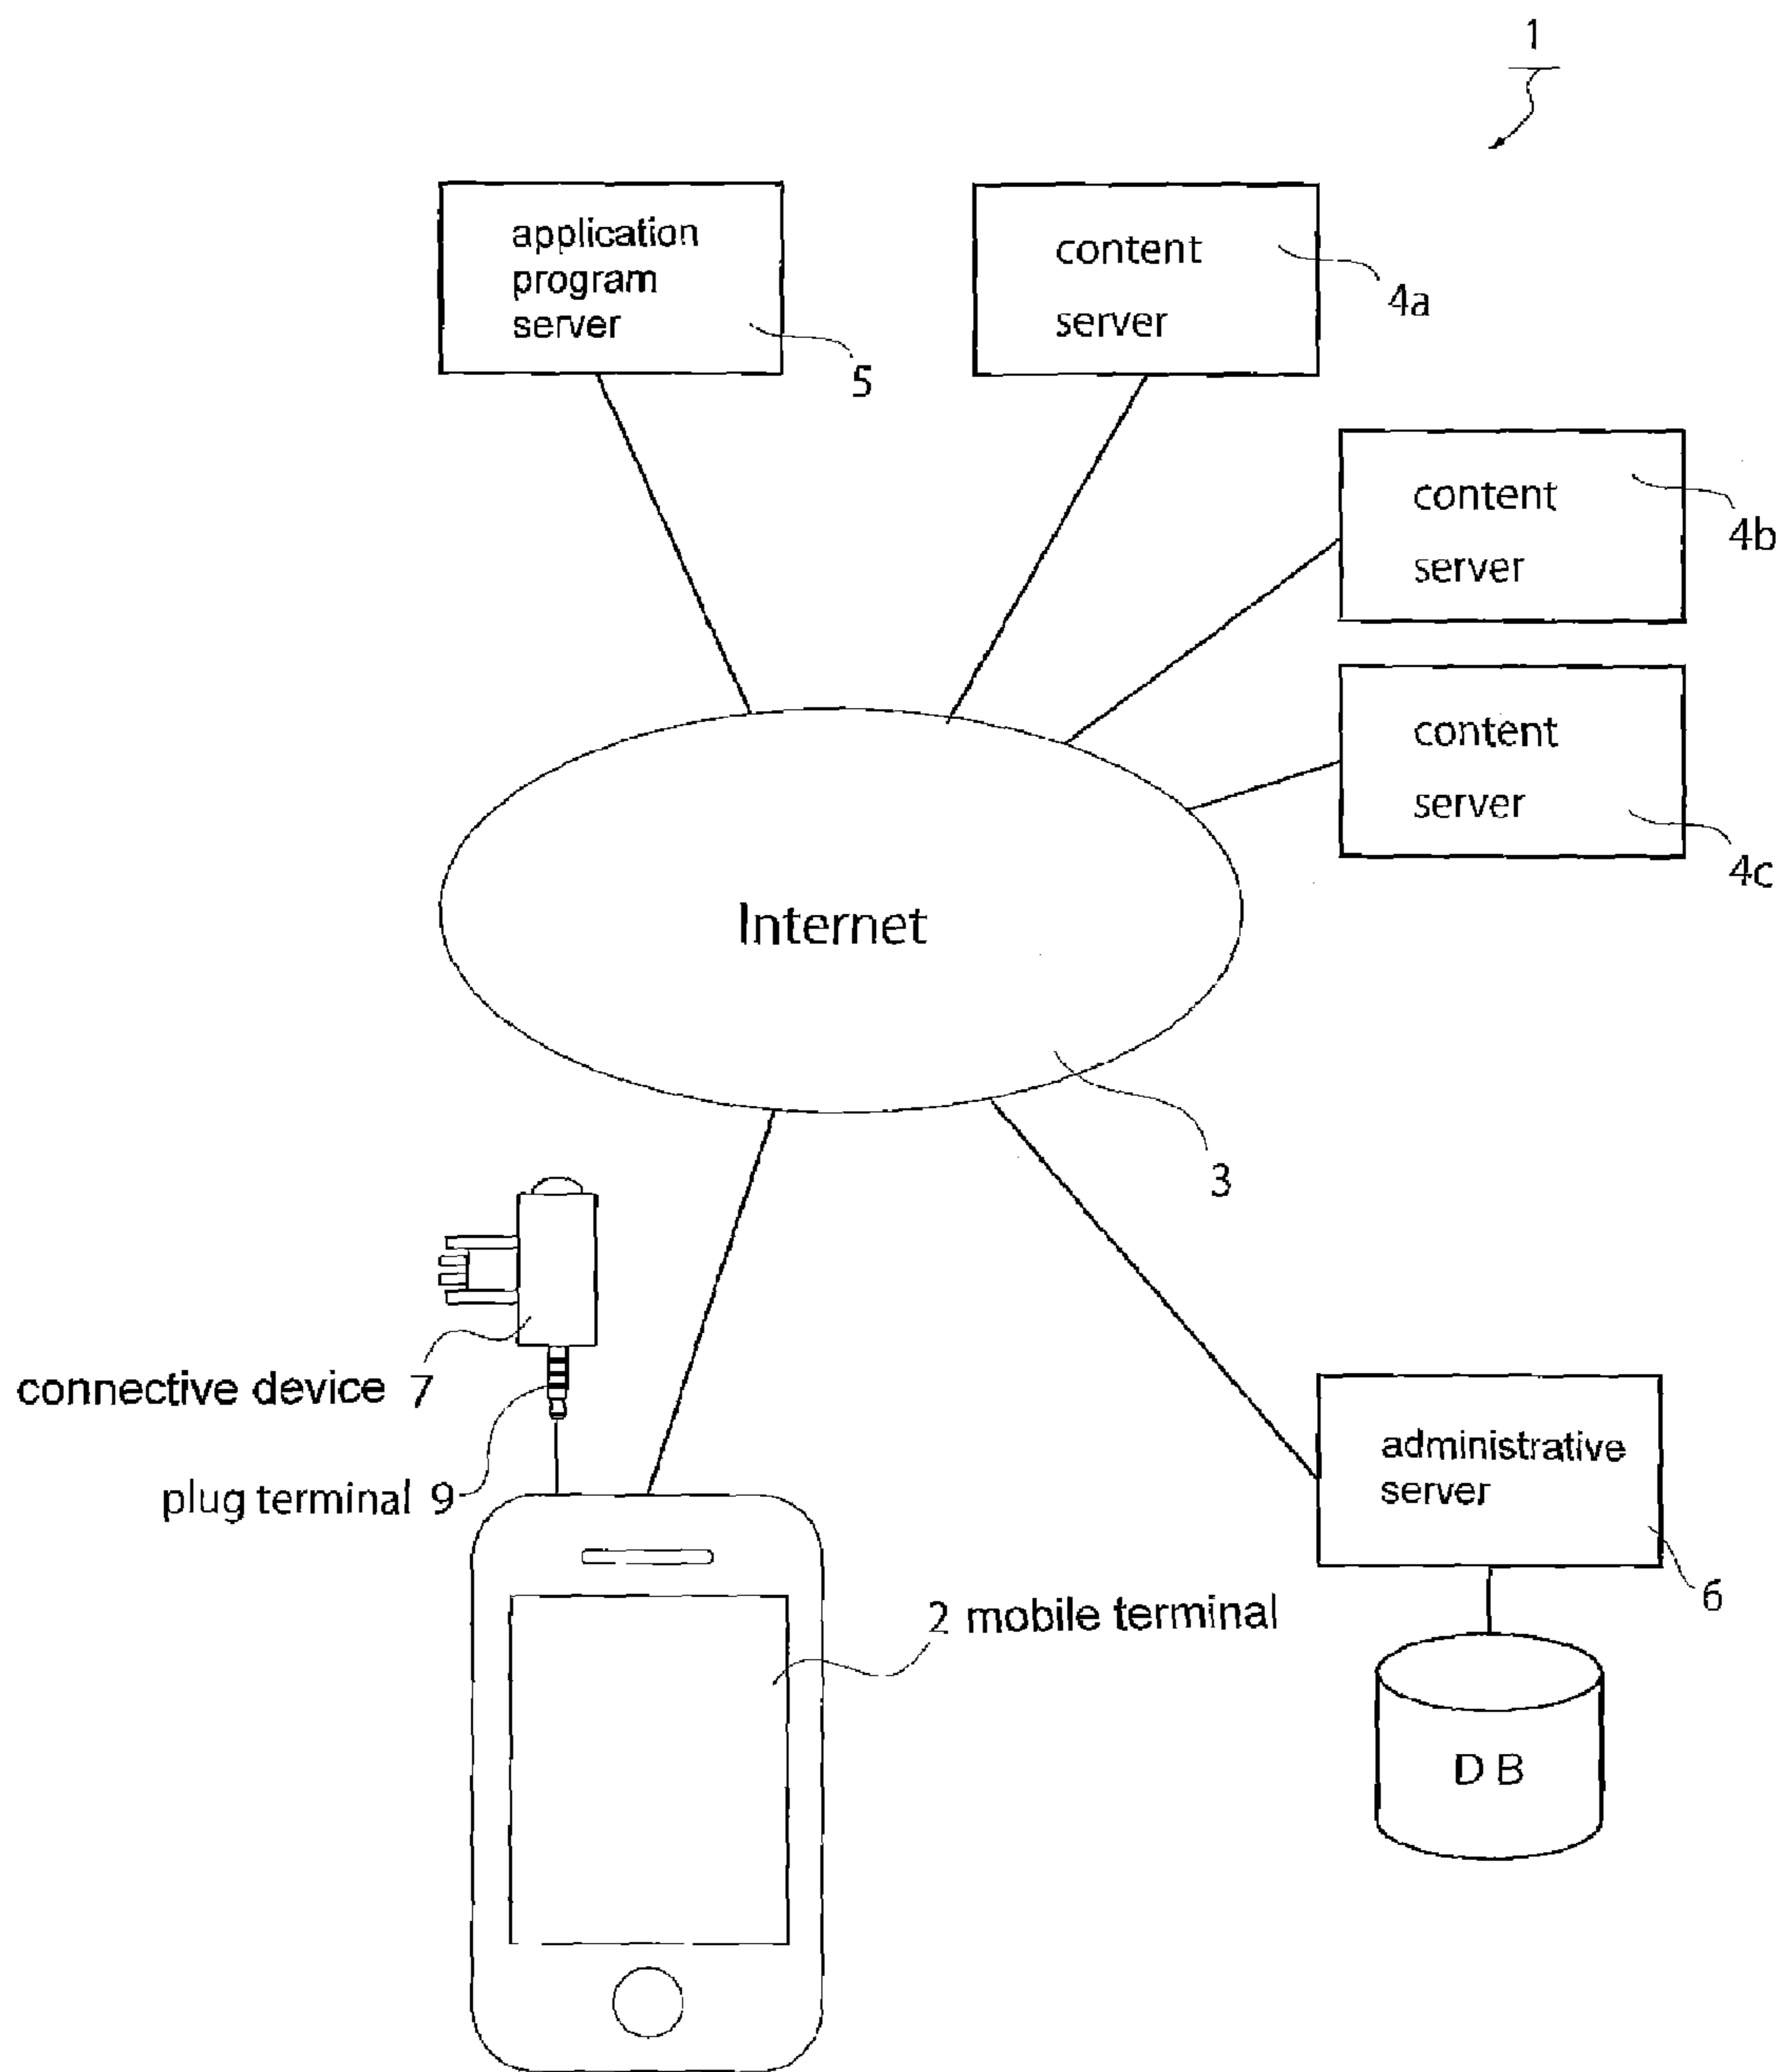 1
application
program
server
5
content
server
4a
content
server
4b
content
server
4c
Internet
3
connective device 7
plug terminal 9
administrative
server
6
2 mobile terminal
D B